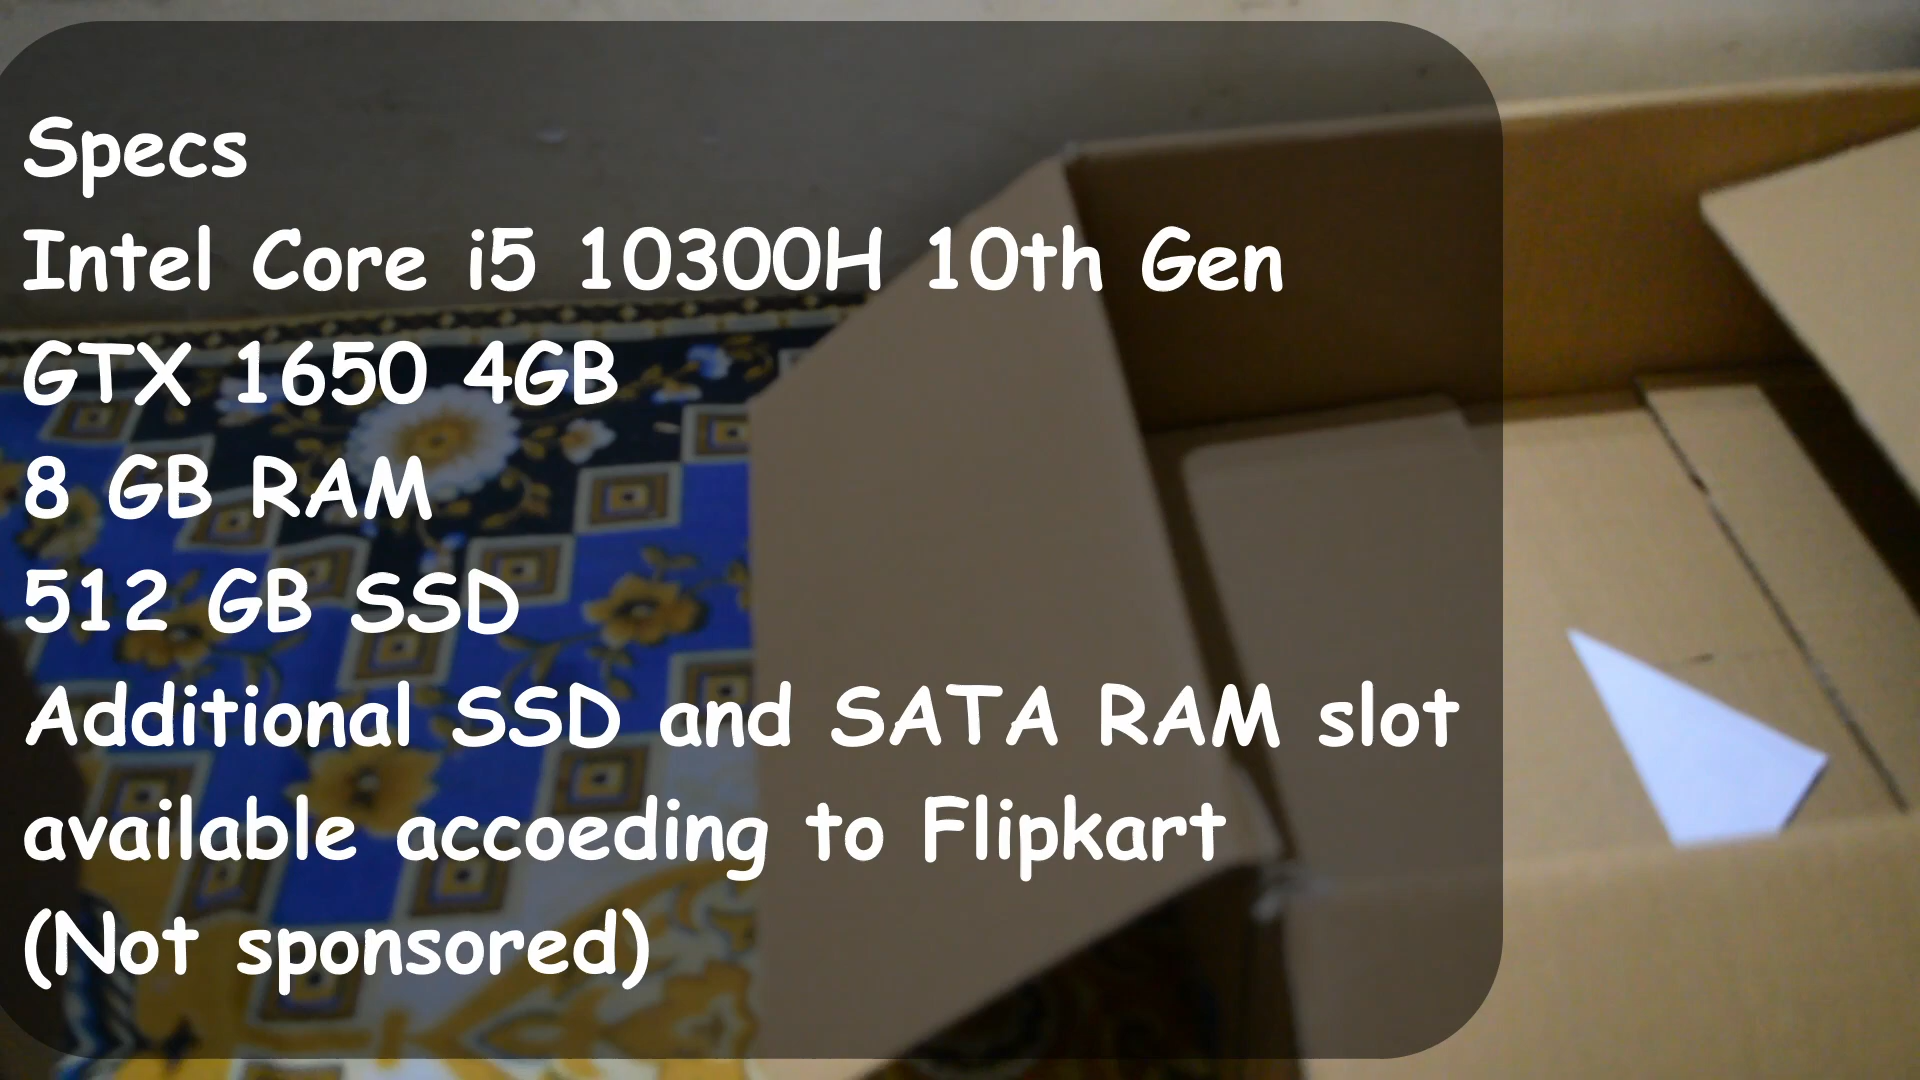 Specs
Intel Core i5 10300H 10th Gen
GTX 1650 4GB
8 GB RAM
512 GB SSD
Additional SSD and SATA RAM slot
available accoeding to Flipkart
(Not sponsored)